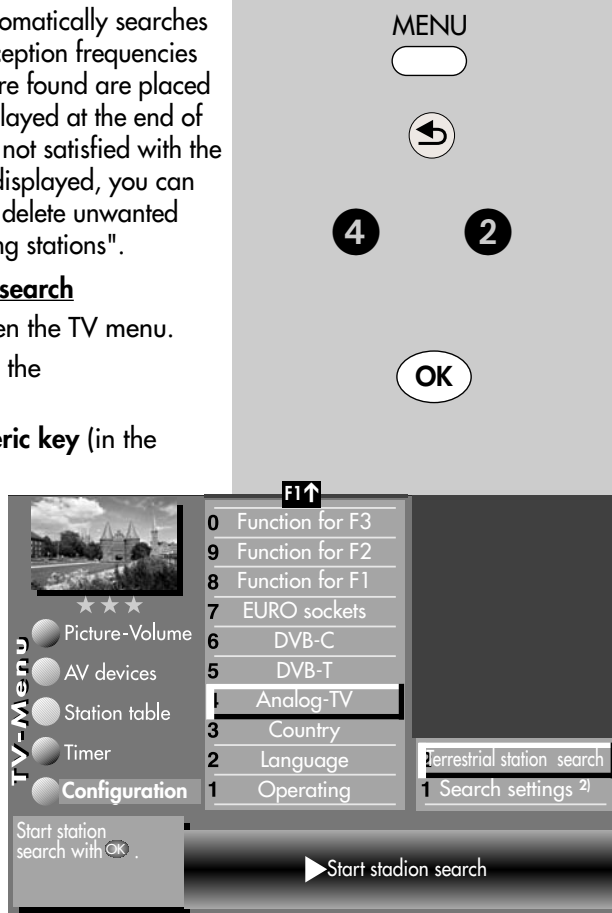 omatically searches
ception frequencies
re found are placed
layed at the end of
not satisfied with the
displayed, you can
delete unwanted
ng stations".
search
en the TV menu.
the
eric key (in the
MENU
4 2
OK
F1↑
0 Function for F3
9 Function for F2
8 Function for F1
7 EURO sockets
6 DVB-C
5 DVB-T
4 Analog-TV
3 Country
2 Language
1 Operating
TV-Menu
Picture-Volume
AV devices
Station table
Timer
Configuration
2 Terrestrial station search
1 Search settings 2)
Start station
search with OK .
Start stadion search